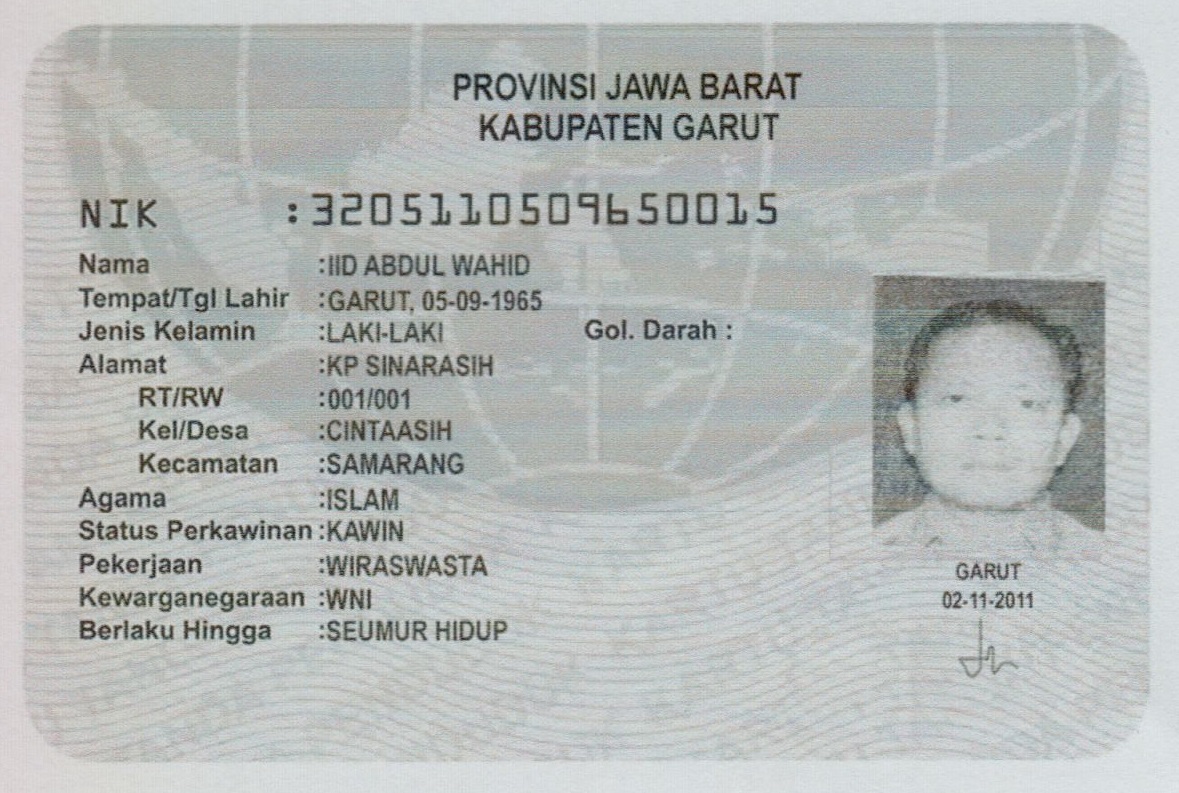 PROVINSI JAWA BARAT
KABUPATEN GARUT
NIK :3205110509650015
Nama :IID ABDUL WAHID
Tempat/Tgl Lahir :GARUT, 05-09-1965
Jenis Kelamin :LAKI-LAKI Gol. Darah :
Alamat :KP SINARASIH
RT/RW :001/001
Kel/Desa :CINTAASIH
Kecamatan :SAMARANG
Agama :ISLAM
Status Perkawinan :KAWIN
Pekerjaan :WIRASWASTA
Kewarganegaraan :WNI
Berlaku Hingga :SEUMUR HIDUP
GARUT
02-11-2011